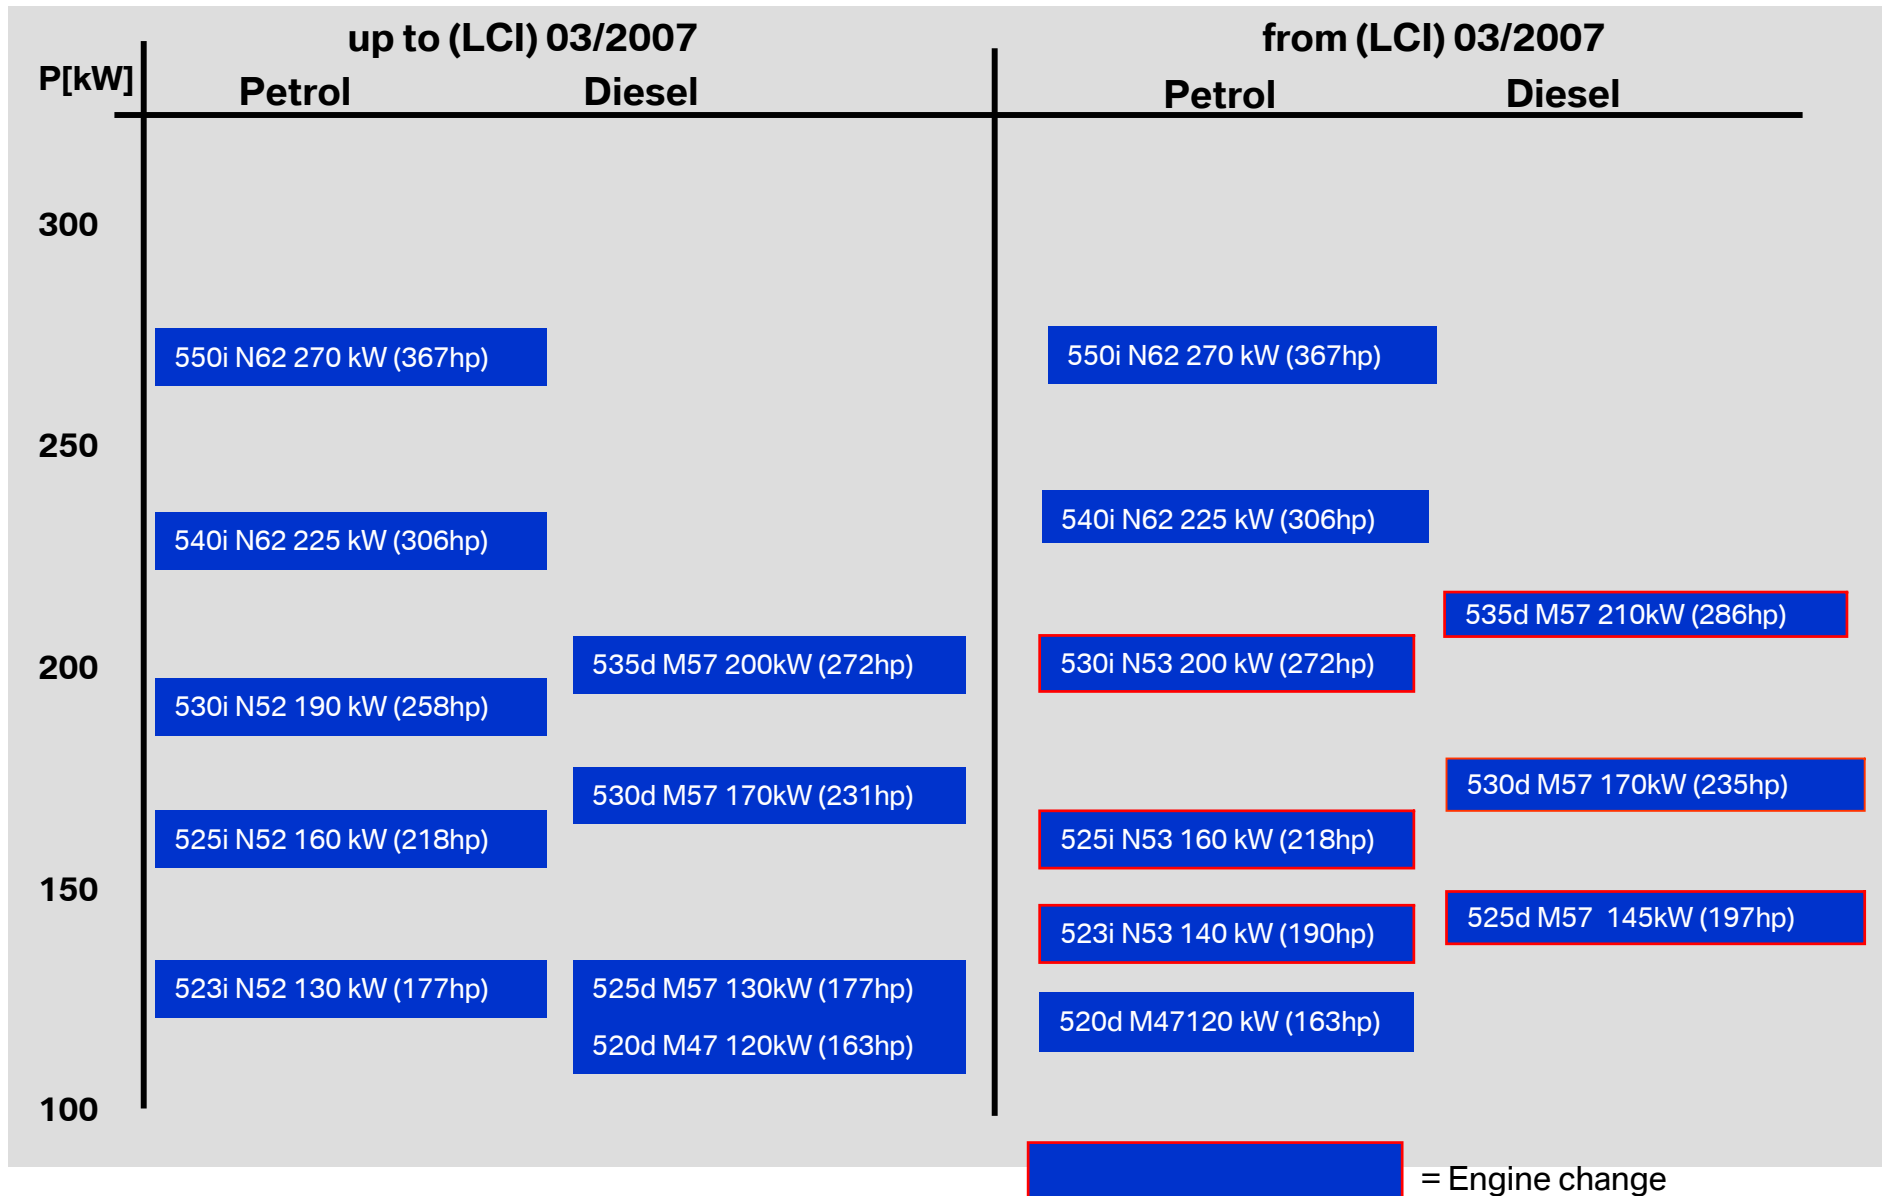 up to (LCI) 03/2007
from (LCI) 03/2007
P[kW]
Petrol
Diesel
Petrol
Diesel
300
550i N62 270 kW (367hp)
550i N62 270 kW (367hp)
250
540i N62 225 kW (306hp)
540i N62 225 kW (306hp)
535d M57 210kW (286hp)
200
535d M57 200kW (272hp)
530i N53 200 kW (272hp)
530i N52 190 kW (258hp)
530d M57 170kW (231hp)
530d M57 170kW (235hp)
525i N52 160 kW (218hp)
525i N53 160 kW (218hp)
150
523i N53 140 kW (190hp)
525d M57 145kW (197hp)
523i N52 130 kW (177hp)
525d M57 130kW (177hp)
520d M47 120kW (163hp)
520d M47120 kW (163hp)
100
= Engine change